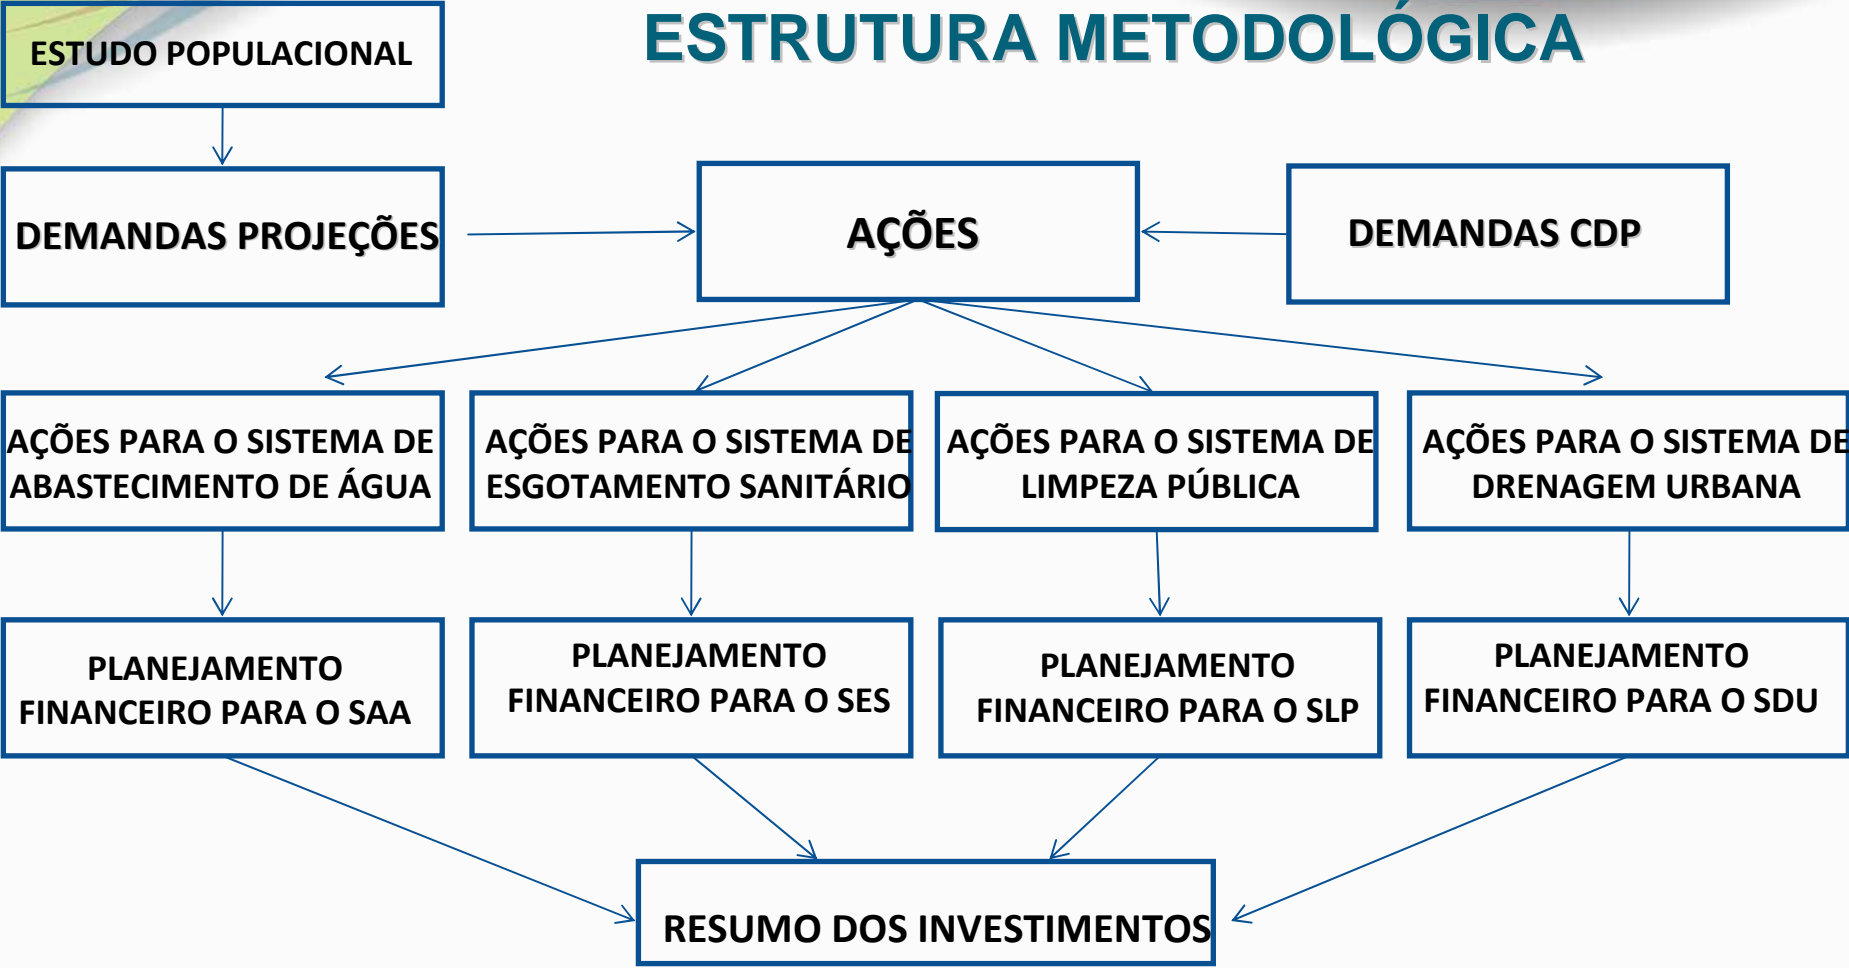 ESTRUTURA METODOLÓGICA
ESTUDO POPULACIONAL
DEMANDAS PROJEÇÕES
AÇÕES
DEMANDAS CDP
AÇÕES PARA O SISTEMA DE
ABASTECIMENTO DE ÁGUA
AÇÕES PARA O SISTEMA DE
ESGOTAMENTO SANITÁRIO
AÇÕES PARA O SISTEMA DE
LIMPEZA PÚBLICA
AÇÕES PARA O SISTEMA DE
DRENAGEM URBANA
PLANEJAMENTO
FINANCEIRO PARA O SAA
PLANEJAMENTO
FINANCEIRO PARA O SES
PLANEJAMENTO
FINANCEIRO PARA O SLP
PLANEJAMENTO
FINANCEIRO PARA O SDU
RESUMO DOS INVESTIMENTOS